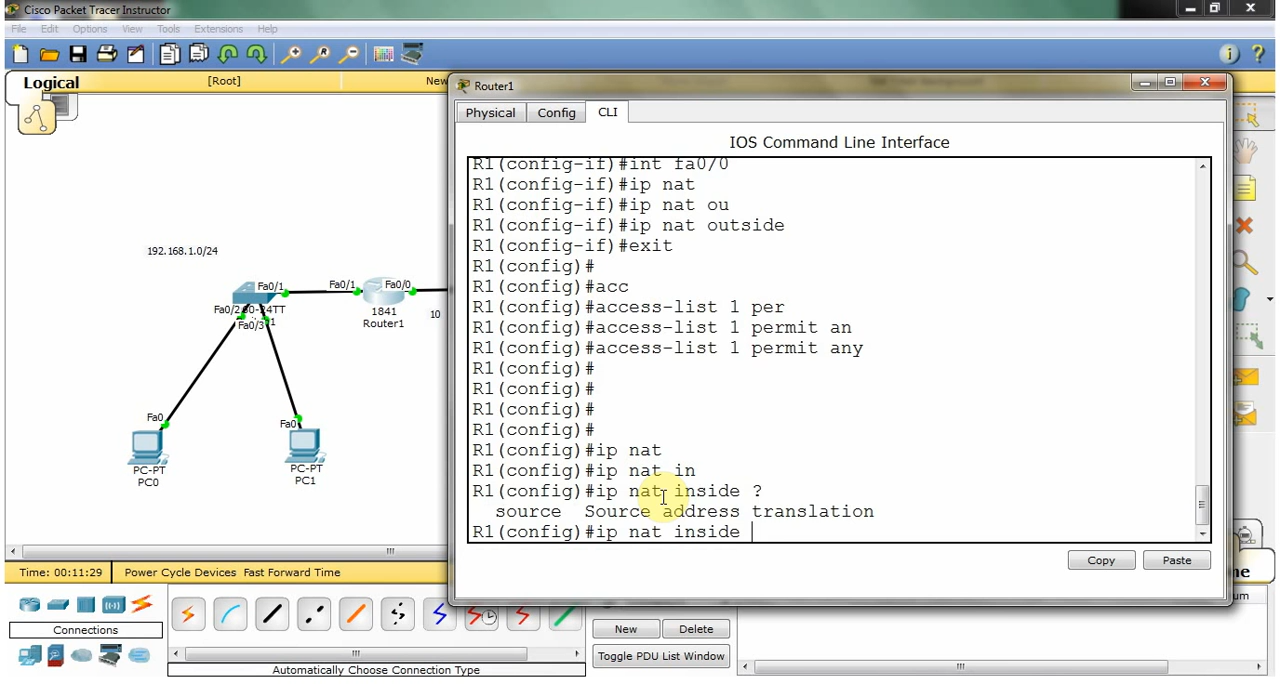 Cisco Packet Tracer Instructor
File Edit Options View Tools Extensions Help
Logical
[Root]
New
Router1
Physical
Config
CLI
IOS Command Line Interface
R1(config-if)#int fa0/0
R1(config-if)#ip nat
R1(config-if)#ip nat ou
R1(config-if)#ip nat outside
R1(config-if)#exit
R1(config)#
R1(config)#acc
R1(config)#access-list 1 per
R1(config)#access-list 1 permit an
R1(config)#access-list 1 permit any
R1(config)#
R1(config)#
R1(config)#
R1(config)#
R1(config)#ip nat
R1(config)#ip nat in
R1(config)#ip nat inside ?
source Source address translation
R1(config)#ip nat inside
Copy
Paste
192.168.1.0/24
Fa0/1
Fa0/1
Fa0/0
Fa0/2
Fa0/3
1841
Router1
10
Fa0
Fa0
PC-PT
PC0
PC-PT
PC1
Time: 00:11:29
Power Cycle Devices Fast Forward Time
Connections
Automatically Choose Connection Type
New
Delete
Toggle PDU List Window